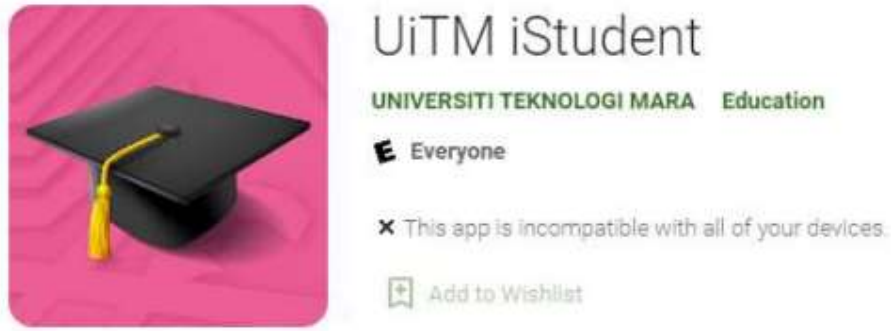 UiTM iStudent
UNIVERSITI TEKNOLOGI MARA Education
E Everyone
This app is incompatible with all of your devices.
Add to Wishlist